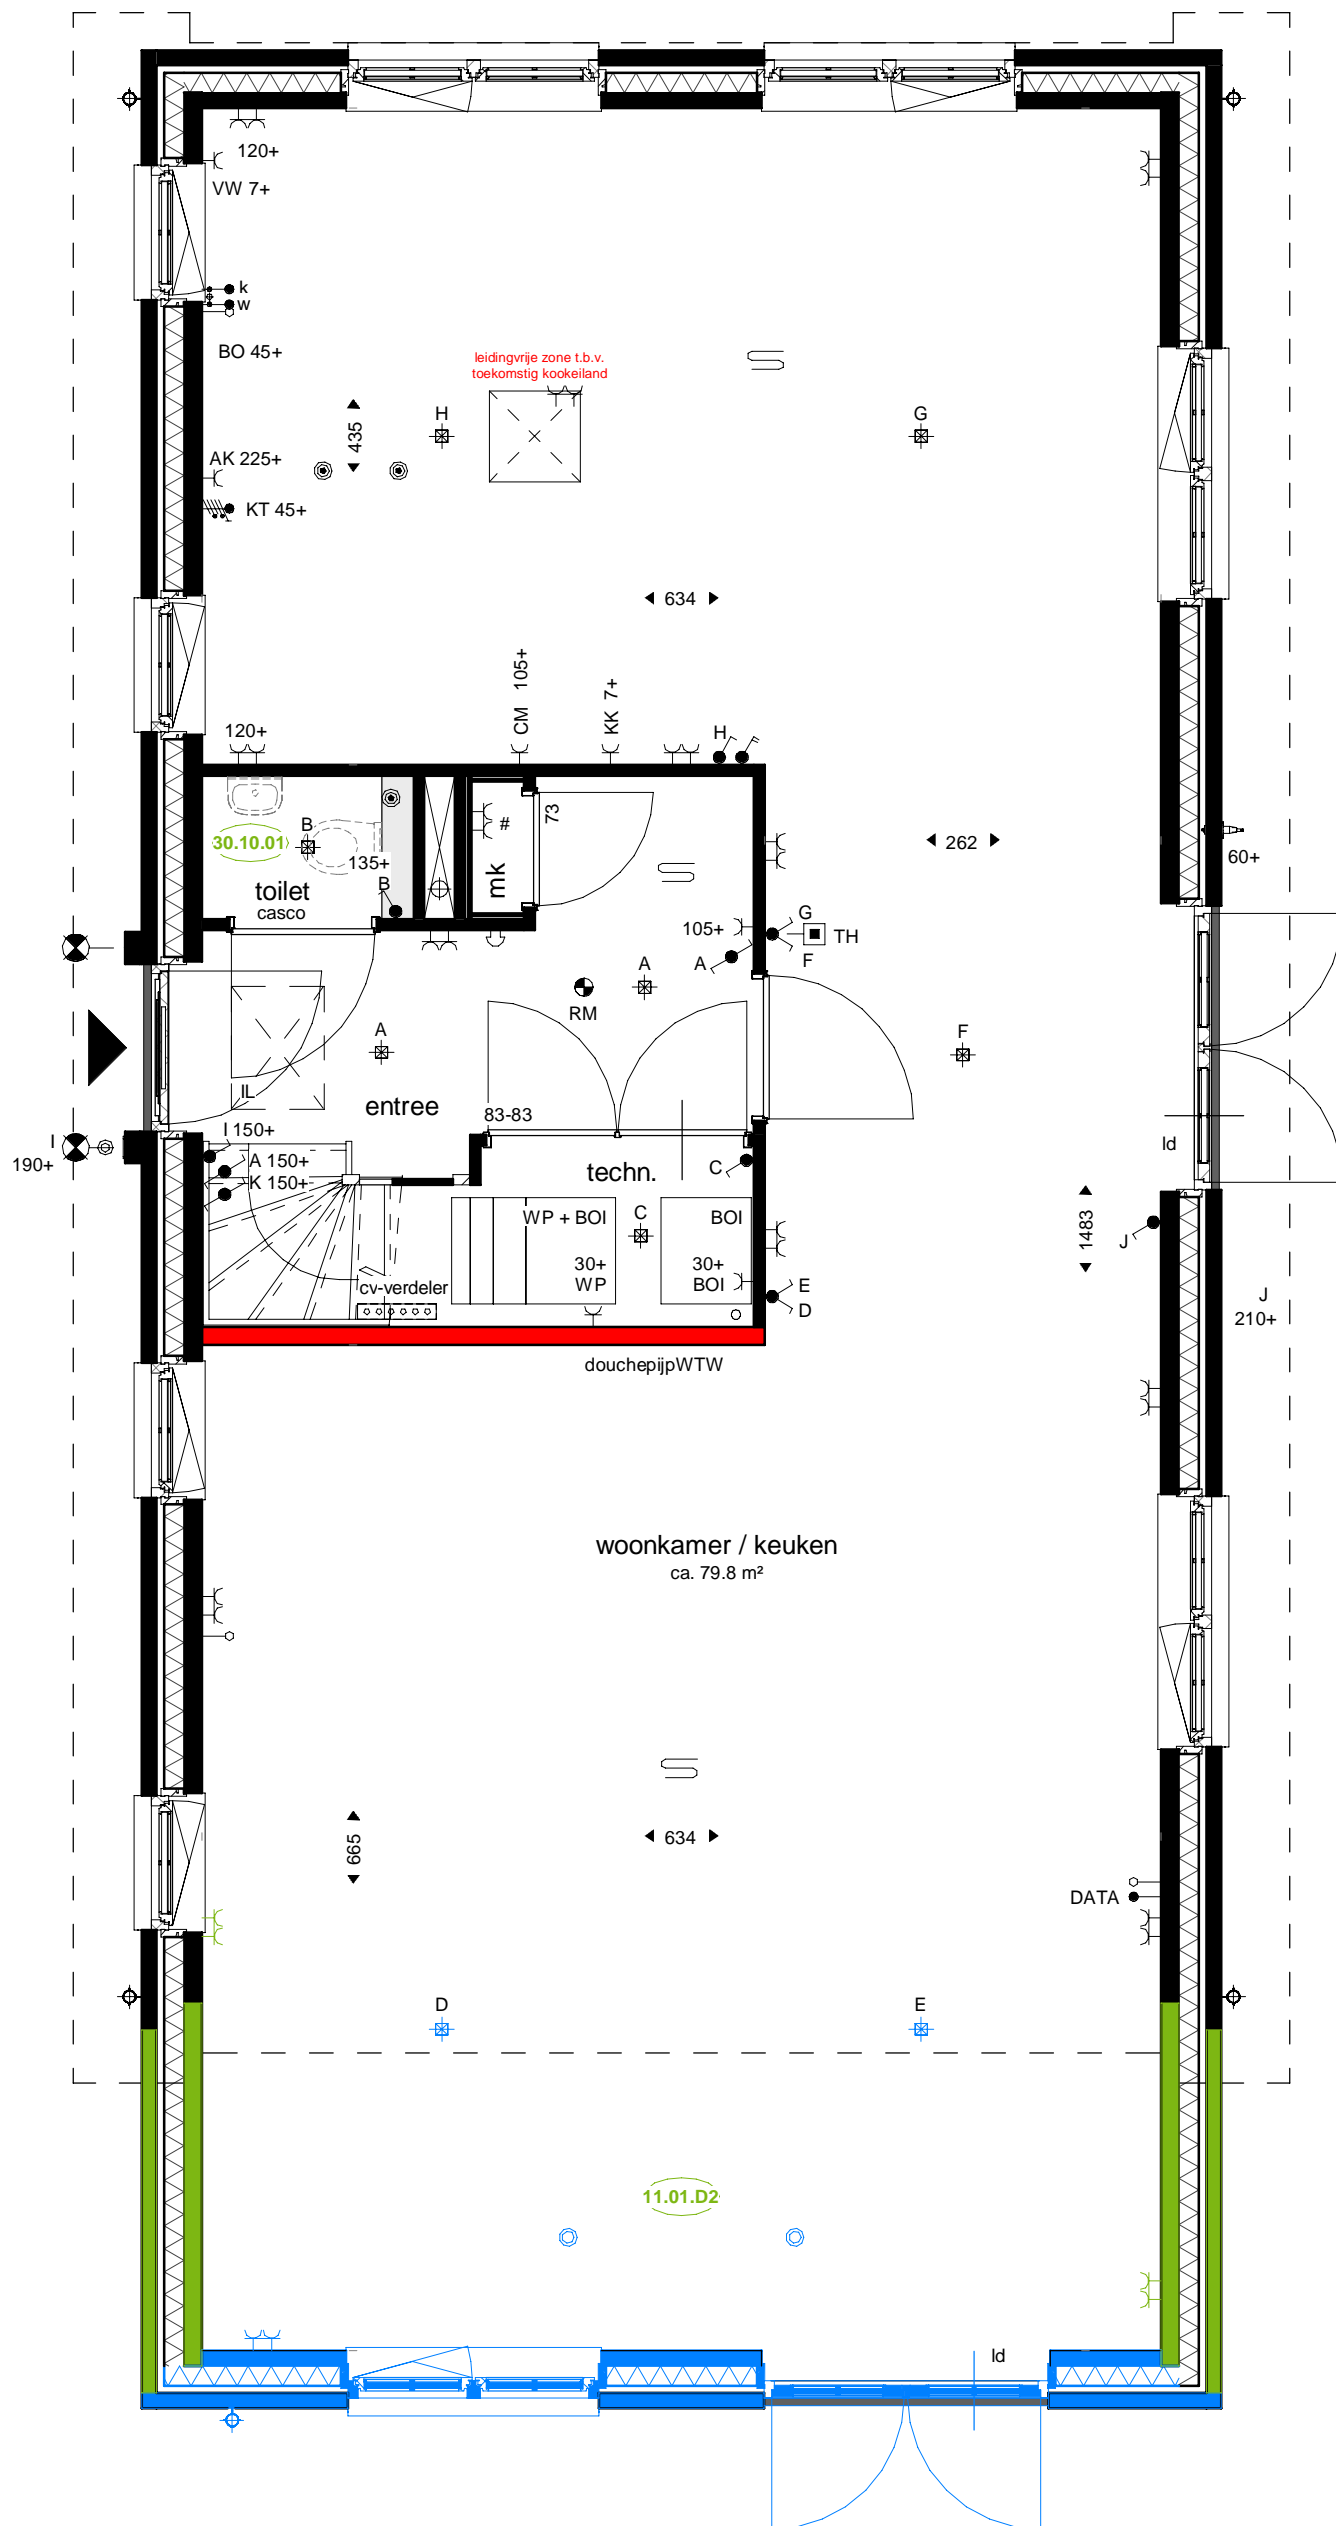 120+
VW 7+
k
w
BO 45+
leidingvrije zone t.b.v.
toekomstig kookeiland
H
G
435
AK 225+
KT 45+
634
CM 105+
KK 7+
120+
H
F
73
30.10.01
B
#
mk
135+
B
toilet
casco
262
60+
105+
G
TH
F
A
A
RM
A
F
IL
entree
83-83
I
190+
I 150+
A 150+
K 150+
techn.
C
ld
WP + BOI
C
BOI
1483
J
30+
WP
30+
BOI
cv-verdeler
E
D
J
210+
douchepijpWTW
woonkamer / keuken
ca. 79.8 m²
665
634
DATA
D
E
11.01.D2
ld